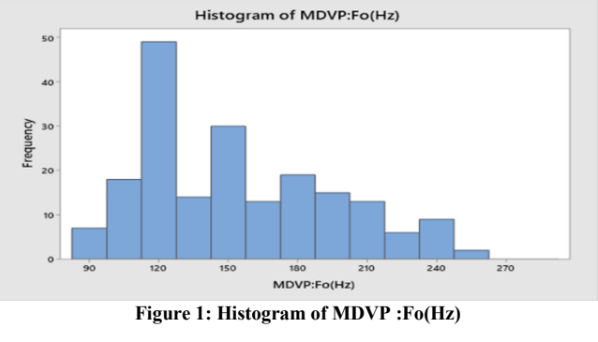 Histogram of MDVP:Fo(Hz)
50
40
30
20
10
0
Frequency
90 120 150 180 210 240 270
MDVP:Fo(Hz)
Figure 1: Histogram of MDVP :Fo(Hz)